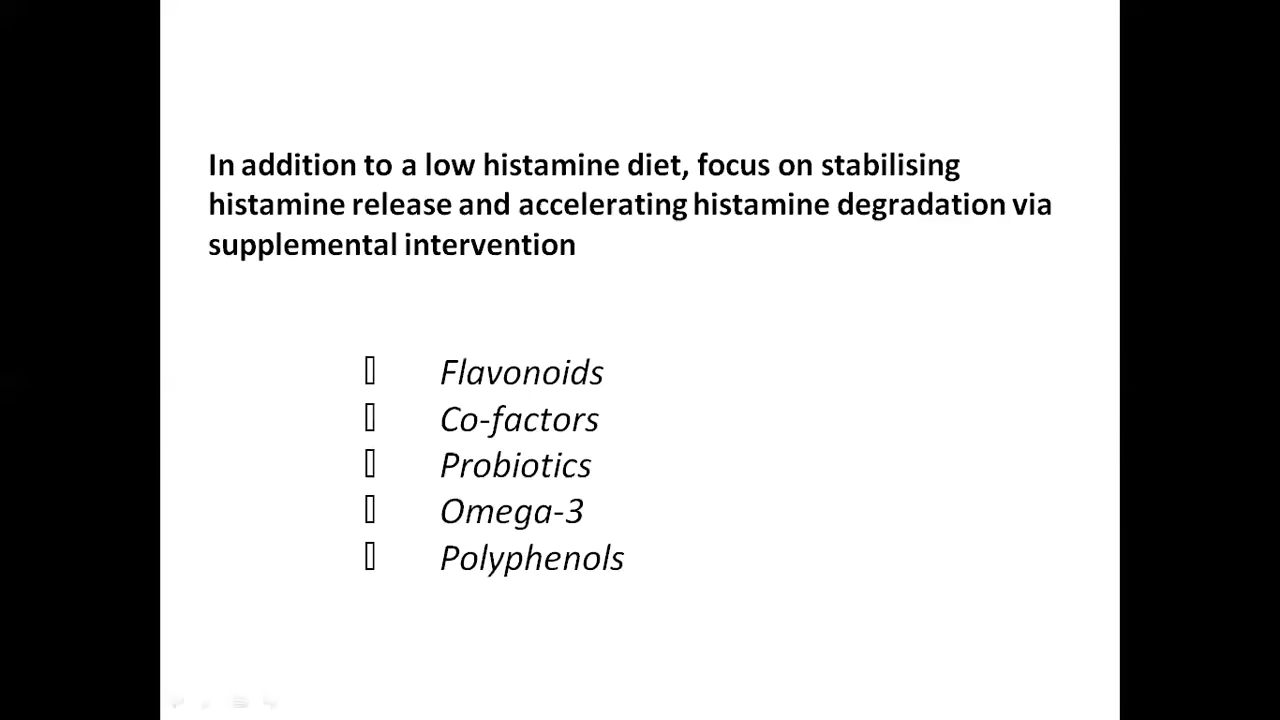 In addition to a low histamine diet, focus on stabilising
histamine release and accelerating histamine degradation via
supplemental intervention
Flavonoids
Co-factors
Probiotics
Omega-3
Polyphenols